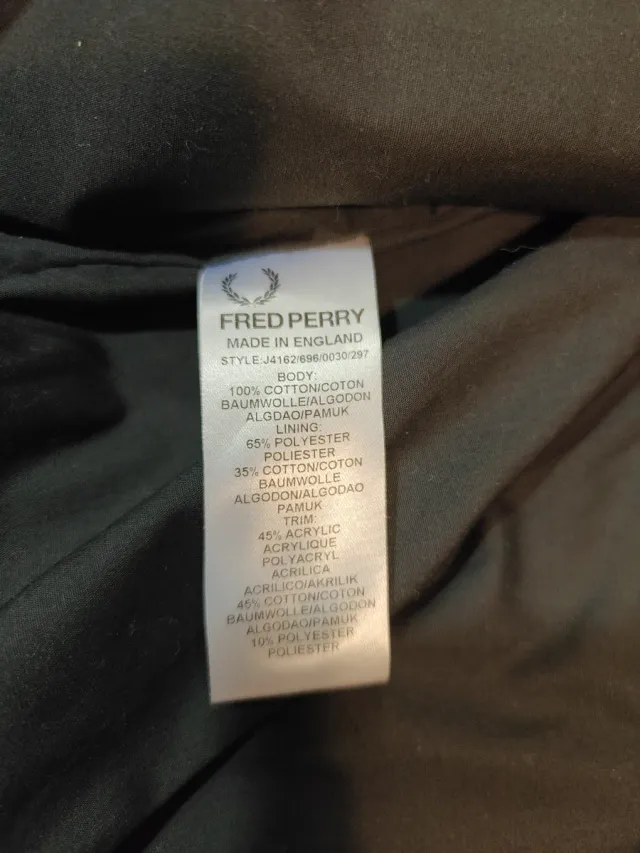 FRED PERRY
MADE IN ENGLAND
STYLE:J4162/696/0030/297
BODY:
100% COTTON/COTON
BAUMWOLLE/ALGODON
ALGDAO/PAMUK
LINING:
65% POLYESTER
POLIESTER
35% COTTON/COTON
BAUMWOLLE
ALGODON/ALGODAO
PAMUK
TRIM:
45% ACRYLIC
ACRYLIQUE
POLYACRYL
ACRILICA
ACRILICO/AKRILIK
45% COTTON/COTON
BAUMWOLLE/ALGODON
ALGODAO/PAMUK
10% POLYESTER
POLIESTER